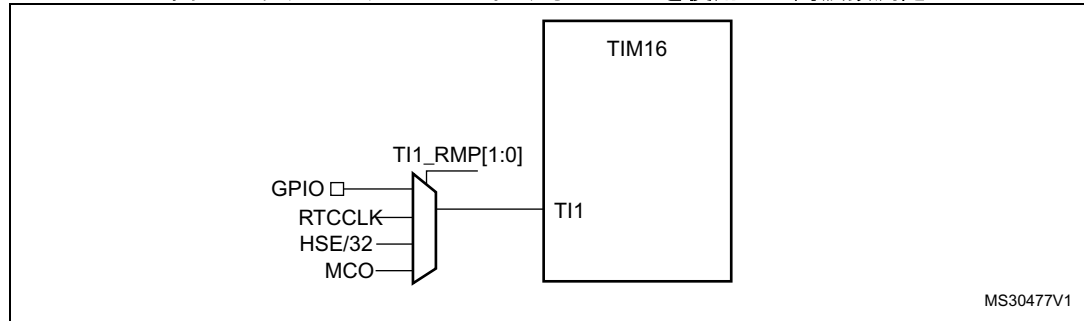 TIM16
TI1_RMP[1:0]
GPIO
RTCCLK
TI1
HSE/32
MCO
MS30477V1